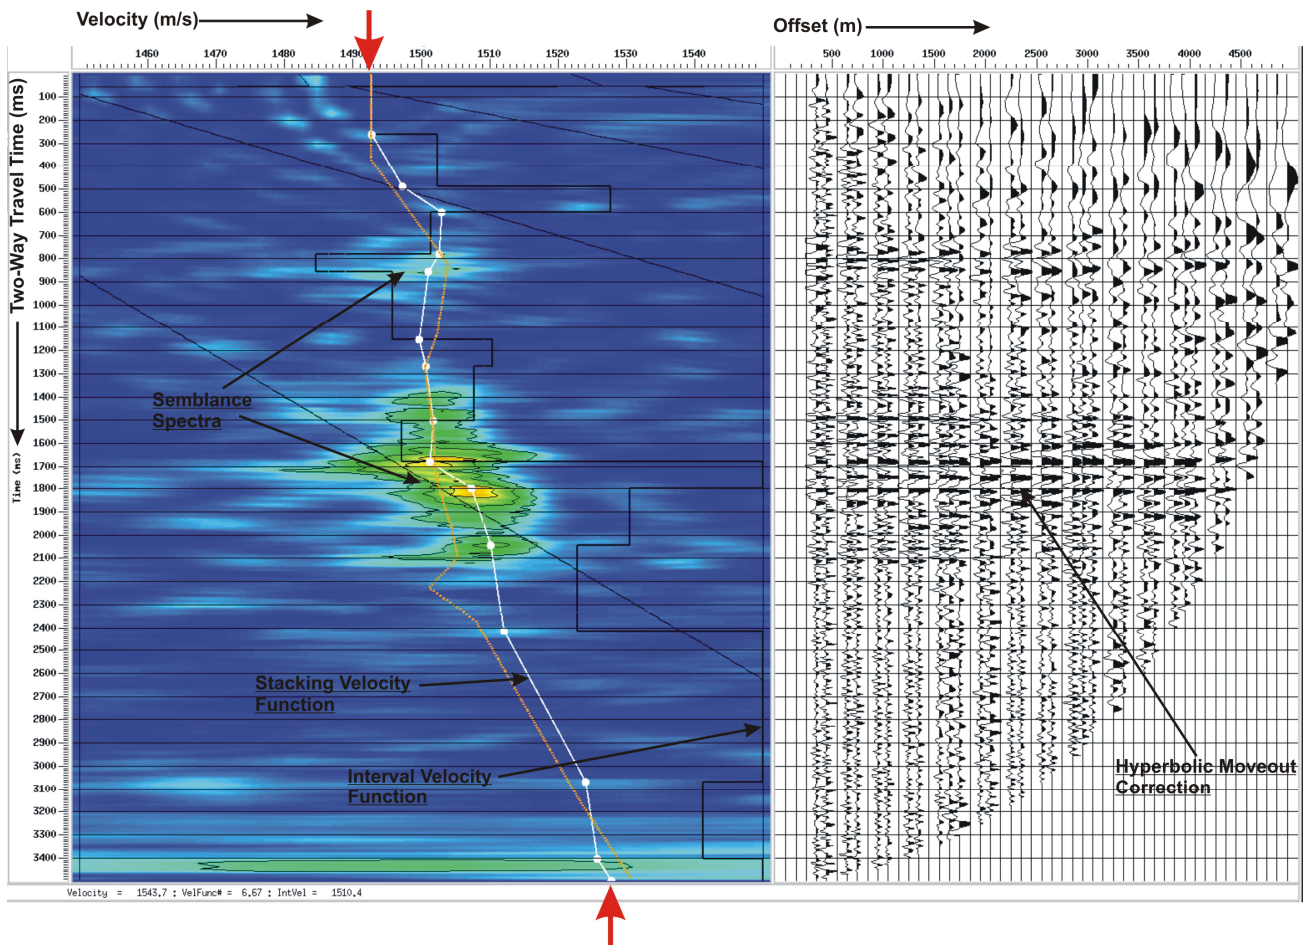 Velocity (m/s)
Offset (m)
1460 1470 1480 1490 1500 1510 1520 1530 1540
500 1000 1500 2000 2500 3000 3500 4000 4500
Two-Way Travel Time (ms)
Time (ms)
100
200
300
400
500
600
700
800
900
1000
1100
1200
1300
1400
1500
1600
1700
1800
1900
2000
2100
2200
2300
2400
2500
2600
2700
2800
2900
3000
3100
3200
3300
3400
Semblance
Spectra
Stacking Velocity
Function
Interval Velocity
Function
Hyperbolic Moveout
Correction
Velocity = 1543.7 : VelFunc# = 6.67 : IntVel = 1510.4